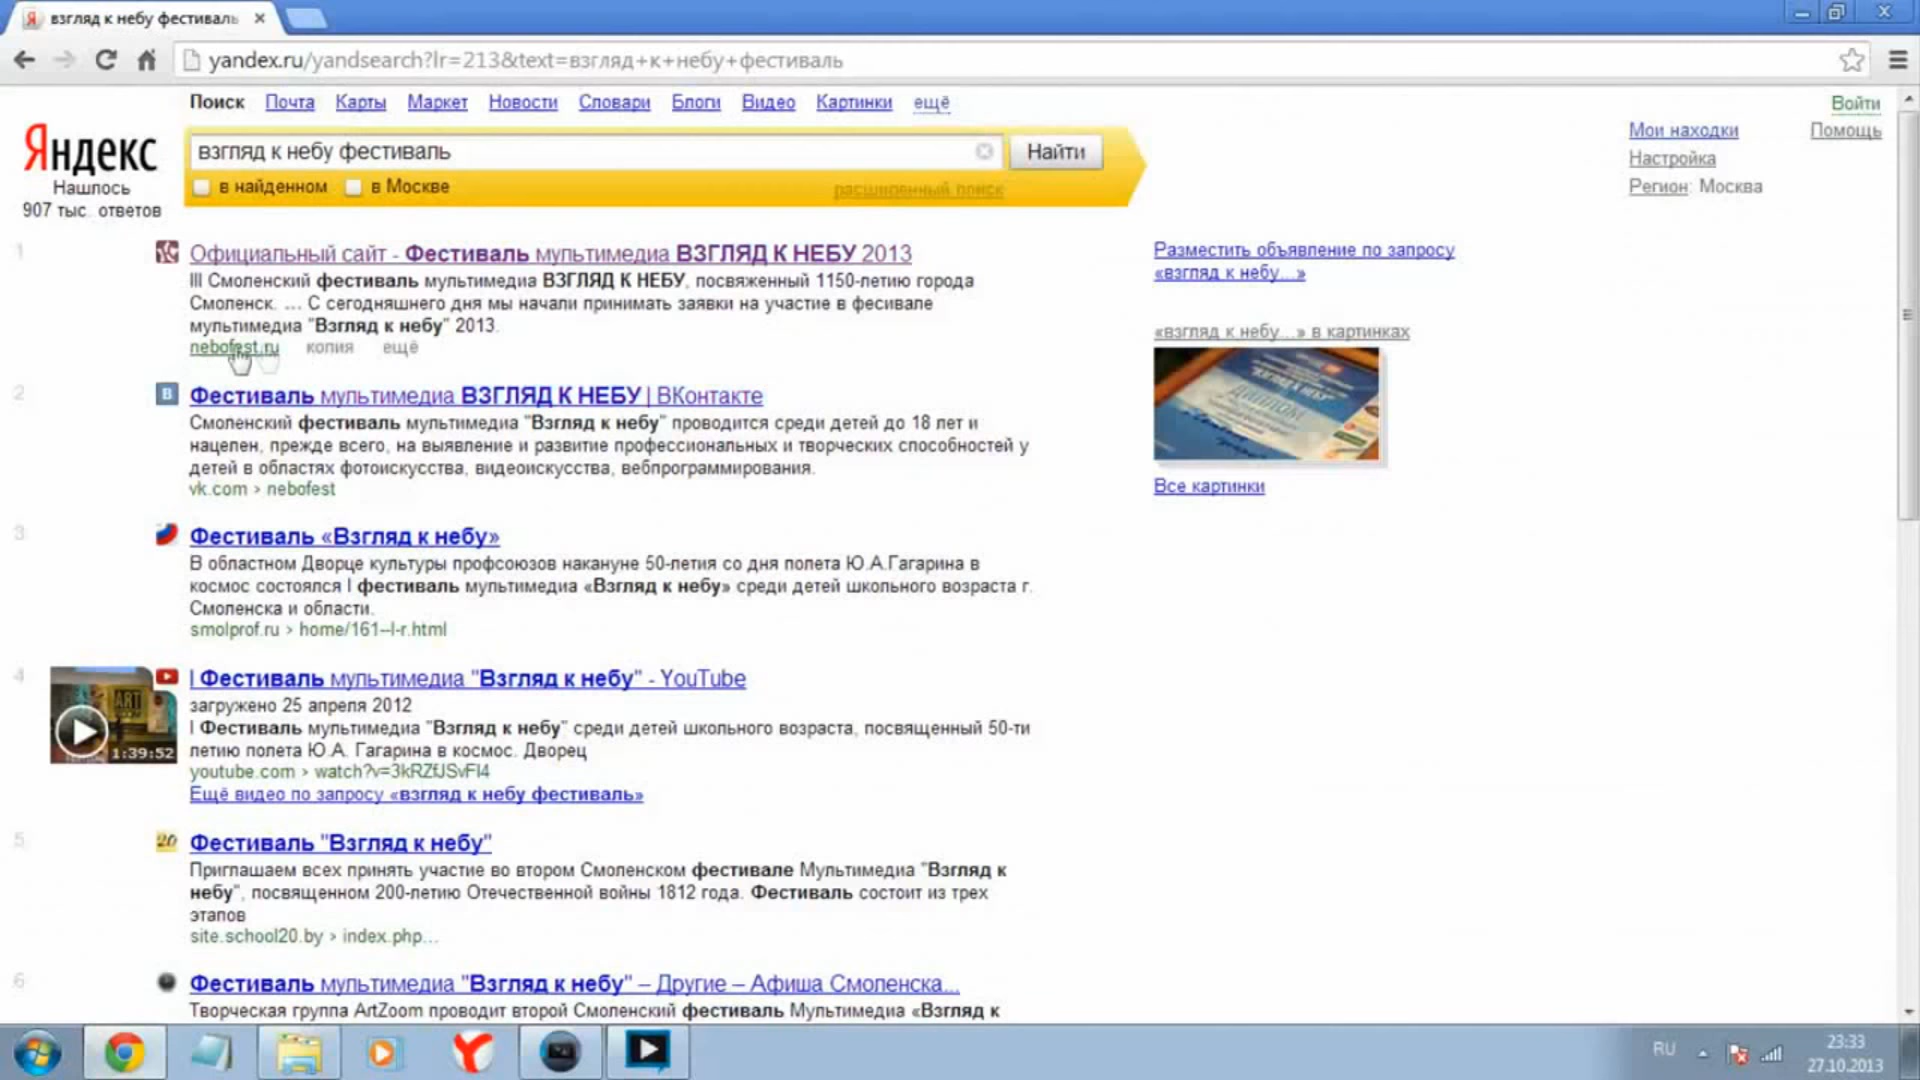 взгляд к небу фестиваль
yandex.ru/yandsearch?lr=213&text=взгляд+к+небу+фестиваль
Поиск Почта Карты Маркет Новости Словари Блоги Видео Картинки ещё
Войти
Мои находки Помощь
Настройка
Регион: Москва
Яндекс
Нашлось
907 тыс. ответов
взгляд к небу фестиваль Найти
в найденном в Москве расширенный поиск
1 Официальный сайт - Фестиваль мультимедиа ВЗГЛЯД К НЕБУ 2013
III Смоленский фестиваль мультимедиа ВЗГЛЯД К НЕБУ, посвяженный 1150-летию города
Смоленск. ... С сегодняшнего дня мы начали принимать заявки на участие в фесивале
мультимедиа "Взгляд к небу" 2013.
nebofest.ru копия ещё
2 B Фестиваль мультимедиа ВЗГЛЯД К НЕБУ | ВКонтакте
Смоленский фестиваль мультимедиа "Взгляд к небу" проводится среди детей до 18 лет и
нацелен, прежде всего, на выявление и развитие профессиональных и творческих способностей у
детей в областях фотоискусства, видеоискусства, вебпрограммирования.
vk.com › nebofest
3 Фестиваль «Взгляд к небу»
В областном Дворце культуры профсоюзов накануне 50-летия со дня полета Ю.А.Гагарина в
космос состоялся I фестиваль мультимедиа «Взгляд к небу» среди детей школьного возраста г.
Смоленска и области.
smolprof.ru › home/161--l-r.html
4 I Фестиваль мультимедиа "Взгляд к небу" - YouTube
ART
1:39:52
загружено 25 апреля 2012
I Фестиваль мультимедиа "Взгляд к небу" среди детей школьного возраста, посвященный 50-ти
летию полета Ю.А. Гагарина в космос. Дворец
youtube.com › watch?v=3kRZfJSvFI4
Ещё видео по запросу «взгляд к небу фестиваль»
5 20 Фестиваль "Взгляд к небу"
Приглашаем всех принять участие во втором Смоленском фестивале Мультимедиа "Взгляд к
небу", посвященном 200-летию Отечественной войны 1812 года. Фестиваль состоит из трех
этапов
site.school20.by › index.php...
6 Фестиваль мультимедиа "Взгляд к небу" – Другие – Афиша Смоленска...
Творческая группа ArtZoom проводит второй Смоленский фестиваль Мультимедиа «Взгляд к
Разместить объявление по запросу
«взгляд к небу...»
«взгляд к небу...» в картинках
ДИПЛОМ
Все картинки
RU
23:33
27.10.2013